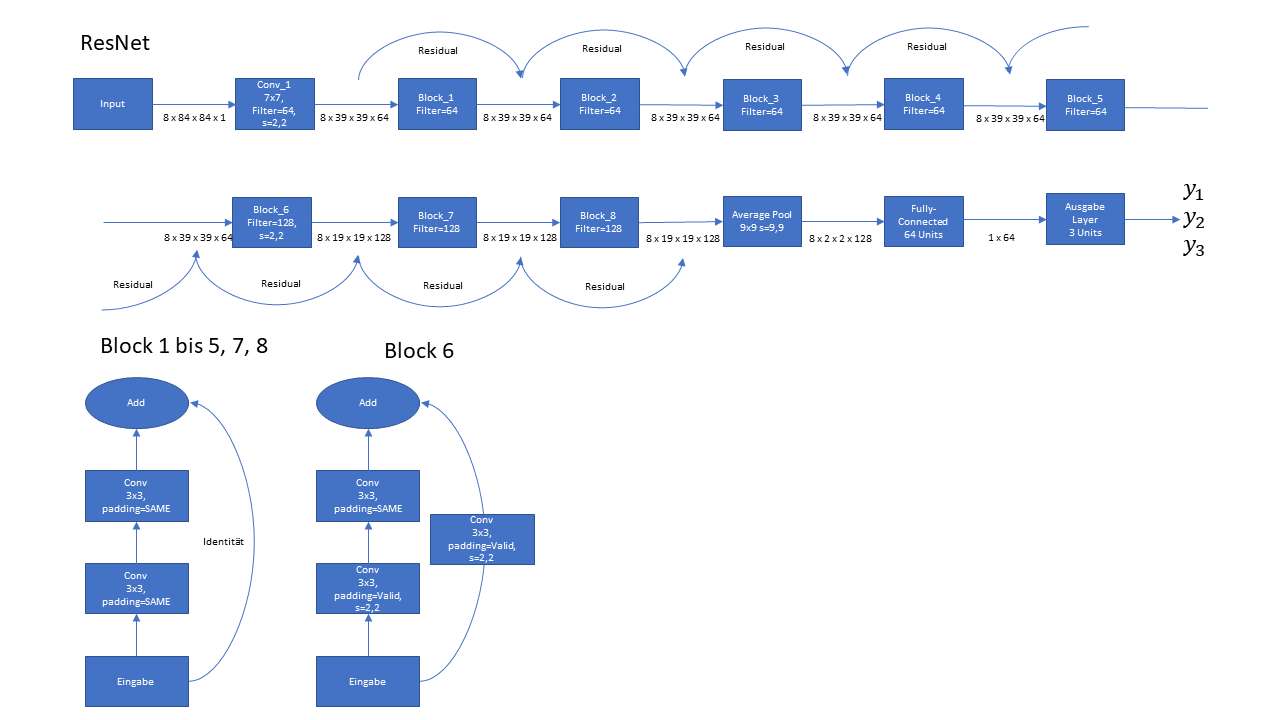 ResNet
Residual
Residual
Residual
Residual
Input
Conv_1
7x7,
Filter=64,
s=2,2
Block_1
Filter=64
Block_2
Filter=64
Block_3
Filter=64
Block_4
Filter=64
Block_5
Filter=64
8 x 84 x 84 x 1
8 x 39 x 39 x 64
8 x 39 x 39 x 64
8 x 39 x 39 x 64
8 x 39 x 39 x 64
8 x 39 x 39 x 64
Block_6
Filter=128,
s=2,2
Block_7
Filter=128
Block_8
Filter=128
Average Pool
9x9 s=9,9
Fully-
Connected
64 Units
Ausgabe
Layer
3 Units
y₁
y₂
y₃
8 x 39 x 39 x 64
8 x 19 x 19 x 128
8 x 19 x 19 x 128
8 x 19 x 19 x 128
8 x 2 x 2 x 128
1 x 64
Residual
Residual
Residual
Residual
Block 1 bis 5, 7, 8
Add
Conv
3x3,
padding=SAME
Identität
Conv
3x3,
padding=SAME
Eingabe
Block 6
Add
Conv
3x3,
padding=SAME
Conv
3x3,
padding=Valid,
s=2,2
Conv
3x3,
padding=Valid,
s=2,2
Eingabe